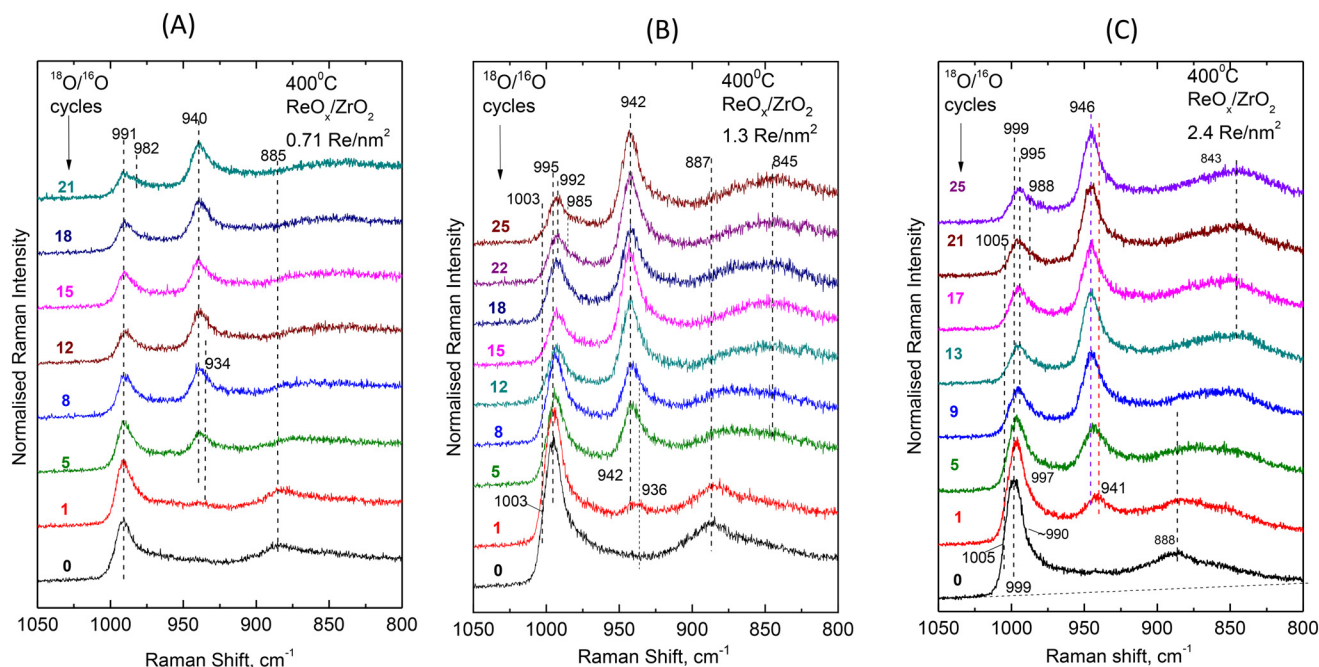 (A)
¹⁸O/¹⁶O
cycles
400⁰C
ReOₓ/ZrO₂
0.71 Re/nm²
991
982
940
885
21
18
15
12
934
8
5
1
0
Normalised Raman Intensity
1050 1000 950 900 850 800
Raman Shift, cm⁻¹
(B)
¹⁸O/¹⁶O
cycles
942
400⁰C
ReOₓ/ZrO₂
1.3 Re/nm²
995
992
1003
985
887
845
25
22
18
15
12
8
5
942
936
1003
1
0
Normalised Raman Intensity
1050 1000 950 900 850 800
Raman Shift, cm⁻¹
(C)
¹⁸O/¹⁶O
cycles
946
400⁰C
ReOₓ/ZrO₂
2.4 Re/nm²
999
995
988
843
25
21
1005
17
13
9
5
997
941
1
990
888
1005
0
999
Normalised Raman Intensity
1050 1000 950 900 850 800
Raman shift, cm⁻¹